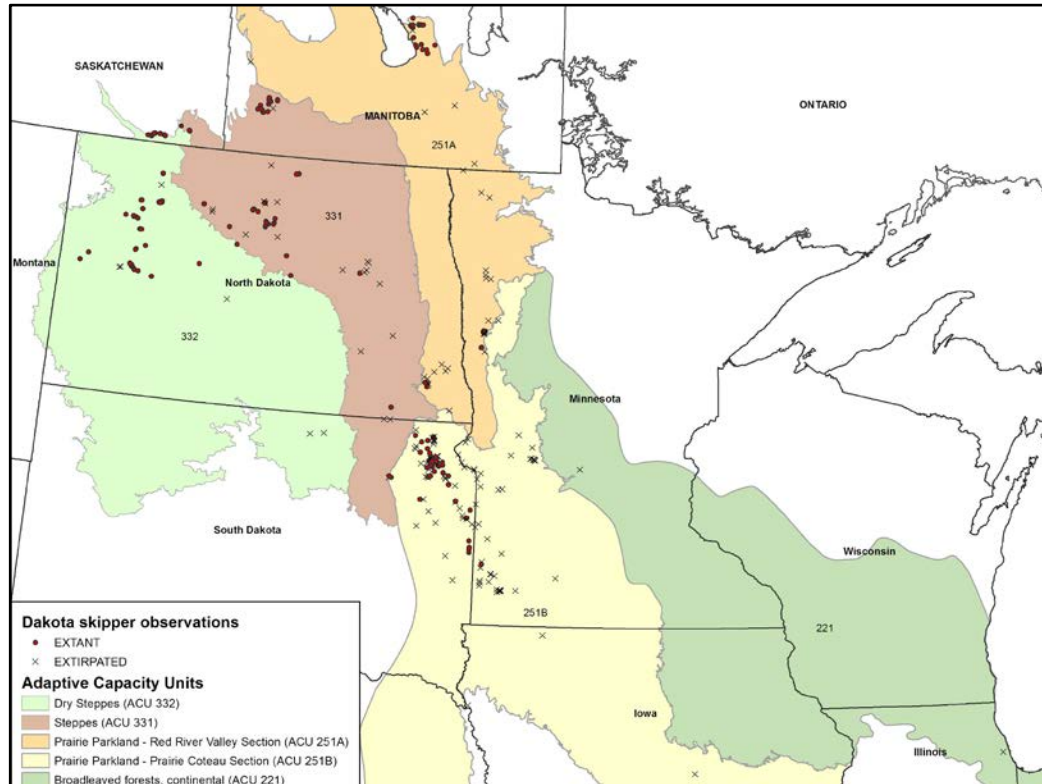 SASKATCHEWAN
ONTARIO
MANITOBA
251A
331
Montana
North Dakota
332
Minnesota
South Dakota
Wisconsin
251B
221
Iowa
Illinois
Dakota skipper observations
EXTANT
EXTIRPATED
Adaptive Capacity Units
Dry Steppes (ACU 332)
Steppes (ACU 331)
Prairie Parkland - Red River Valley Section (ACU 251A)
Prairie Parkland - Prairie Coteau Section (ACU 251B)
Broadleaved forests, continental (ACU 221)